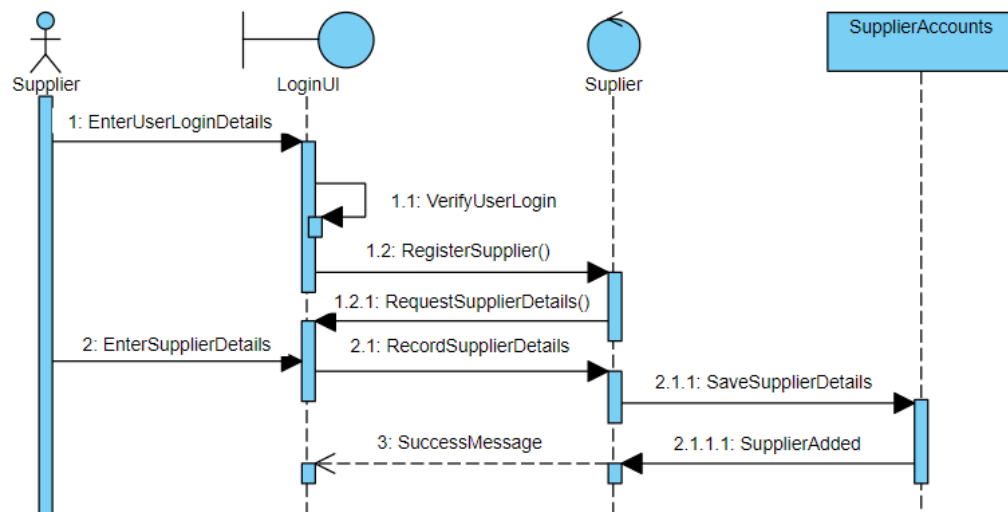 SupplierAccounts
Supplier
LoginUI
Suplier
1: EnterUserLoginDetails
1.1: VerifyUserLogin
1.2: RegisterSupplier()
1.2.1: RequestSupplierDetails()
2: EnterSupplierDetails
2.1: RecordSupplierDetails
2.1.1: SaveSupplierDetails
3: SuccessMessage
2.1.1.1: SupplierAdded